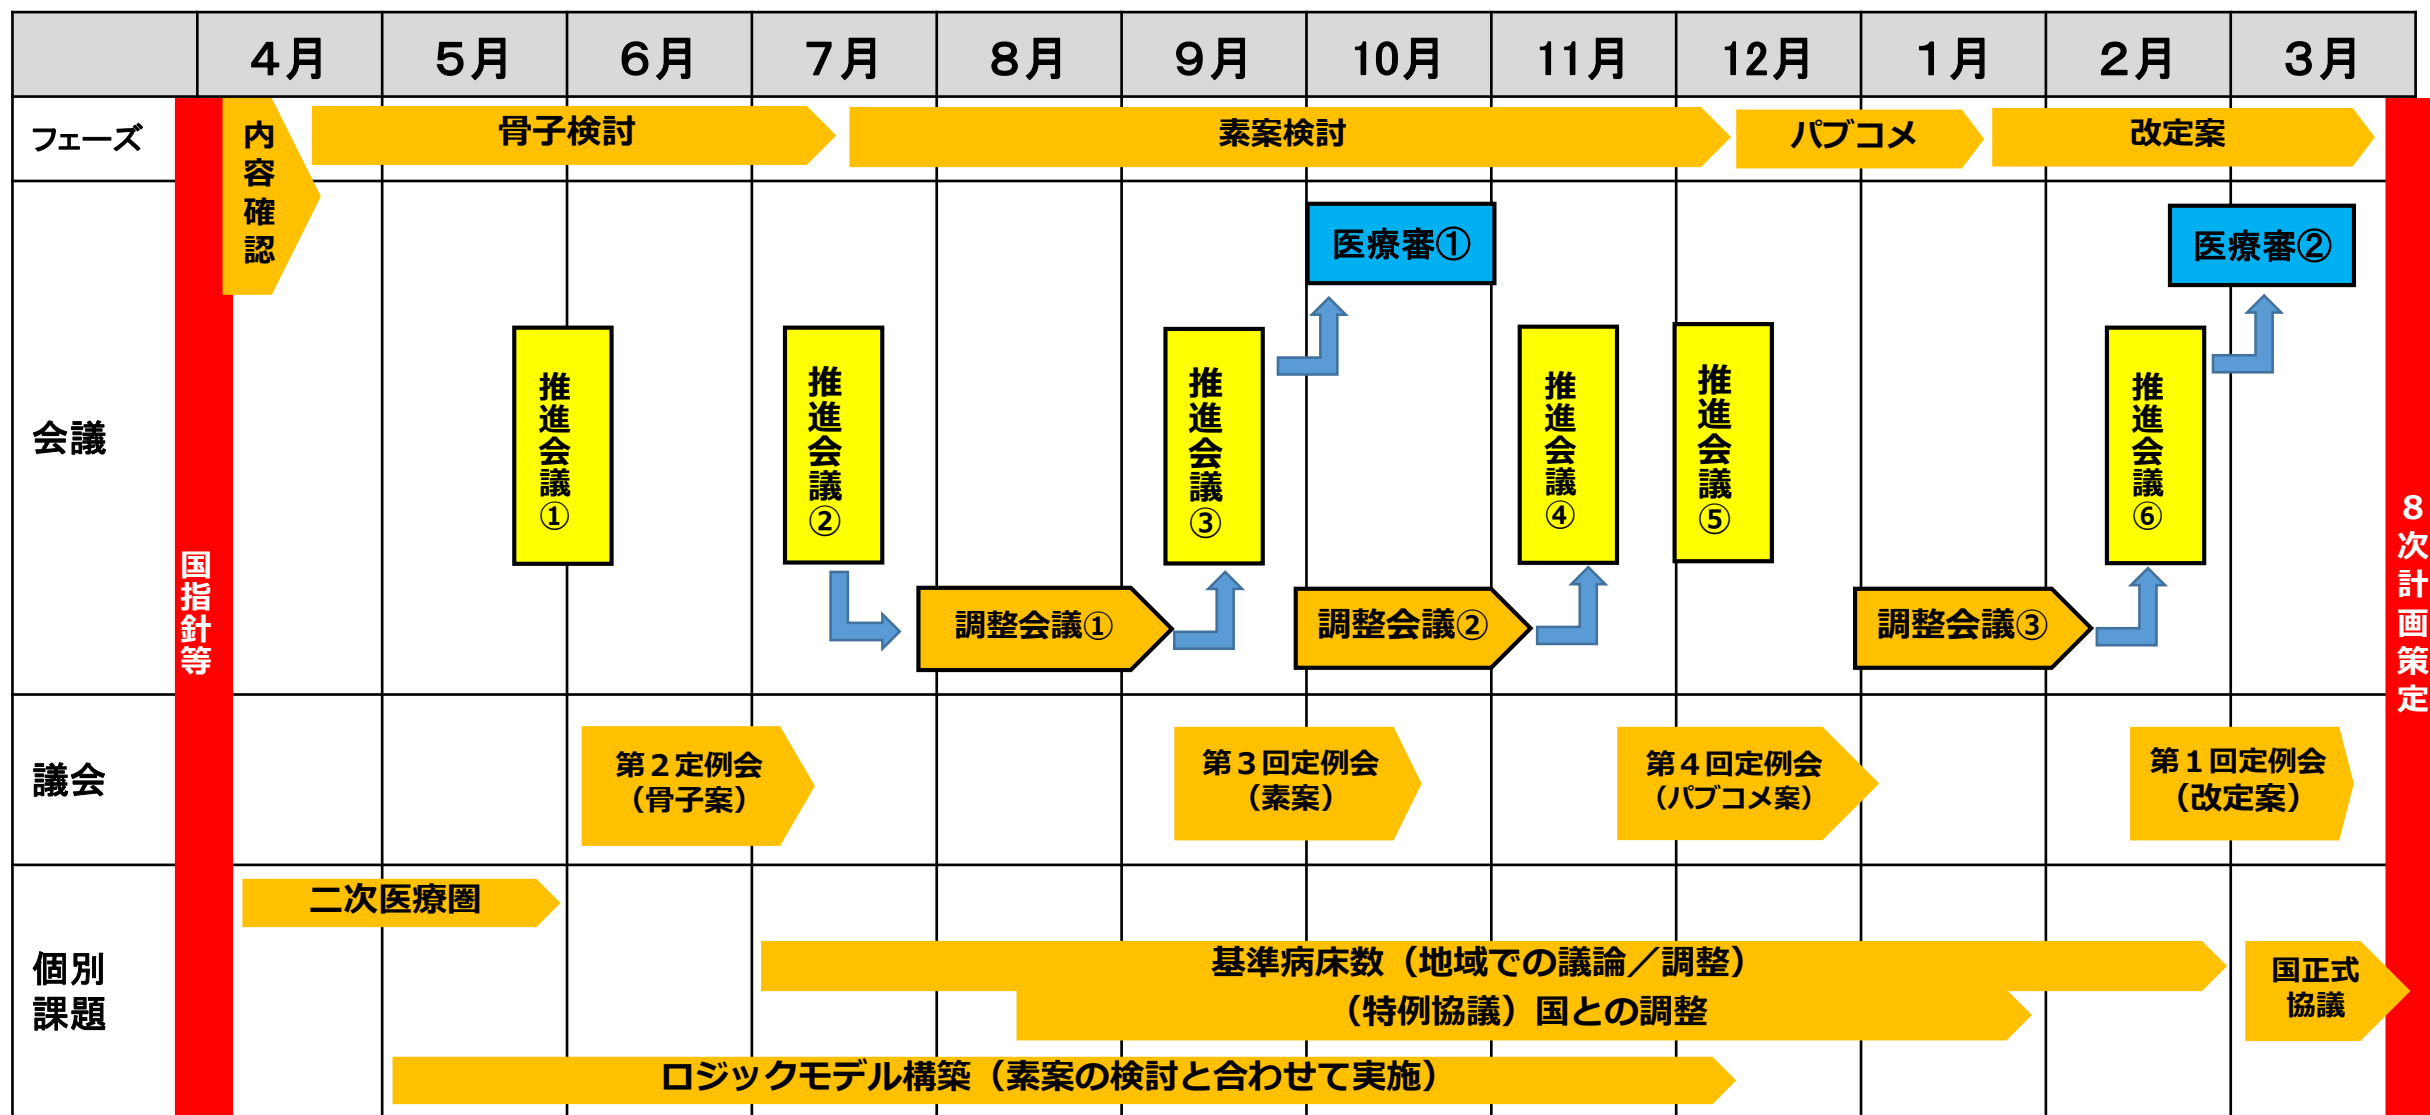 ４月
５月
６月
７月
８月
９月
10月
11月
12月
１月
２月
３月
フェーズ
内容確認
骨子検討
素案検討
パブコメ
改定案
会議
医療審①
医療審②
推進会議①
推進会議②
推進会議③
推進会議④
推進会議⑤
推進会議⑥
調整会議①
調整会議②
調整会議③
国指針等
８次計画策定
議会
第２定例会
（骨子案）
第３回定例会
（素案）
第４回定例会
（パブコメ案）
第１回定例会
（改定案）
個別
課題
二次医療圏
基準病床数（地域での議論／調整）
（特例協議）国との調整
国正式
協議
ロジックモデル構築（素案の検討と合わせて実施）